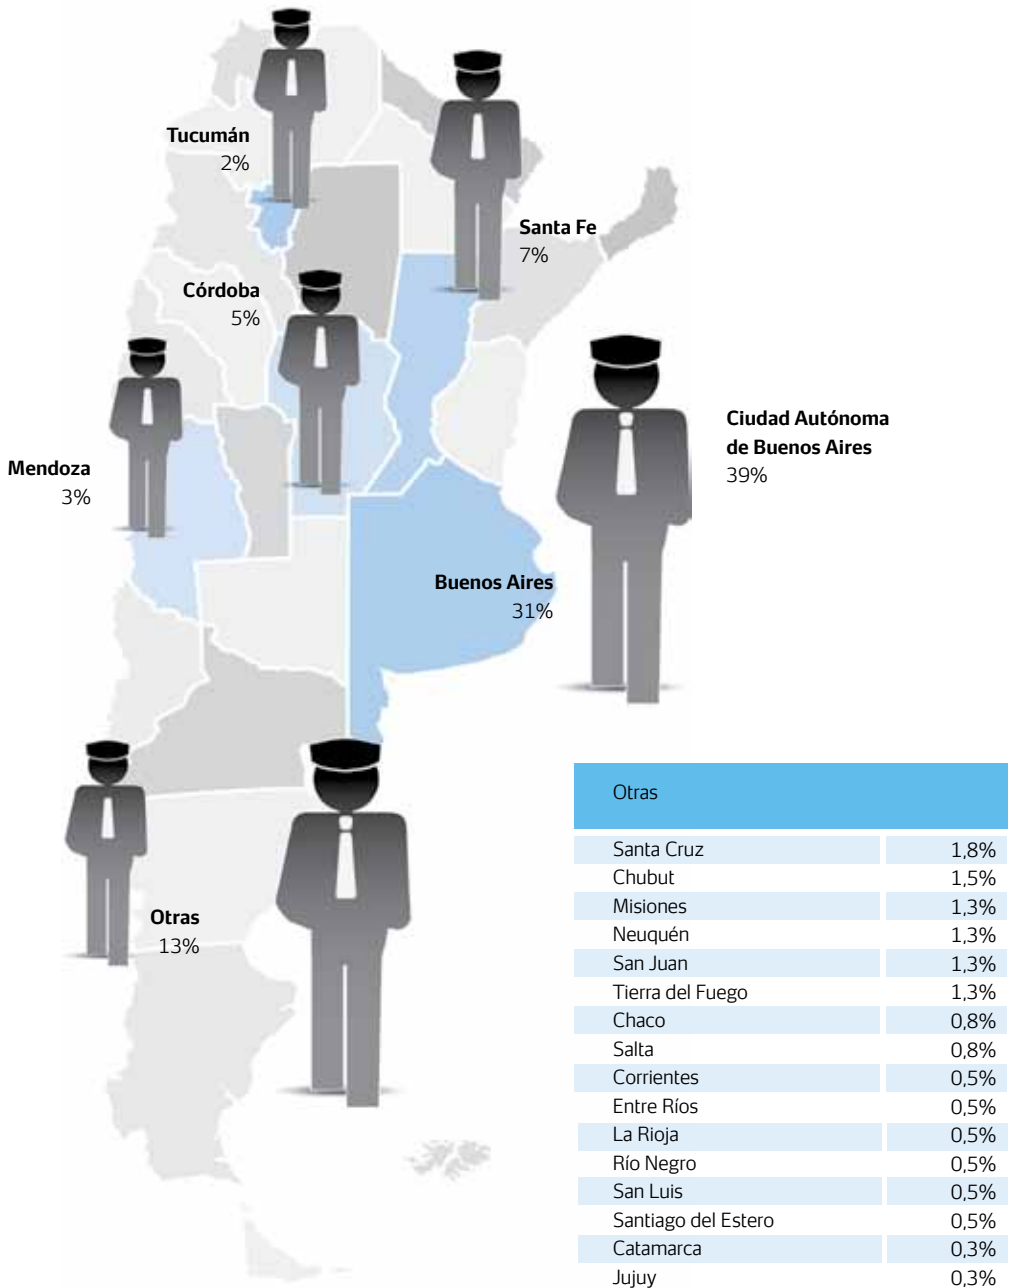 Tucumán
2%
Santa Fe
7%
Córdoba
5%
Ciudad Autónoma
de Buenos Aires
39%
Mendoza
3%
Buenos Aires
31%
Otras
13%
Otras
Santa Cruz 1,8%
Chubut 1,5%
Misiones 1,3%
Neuquén 1,3%
San Juan 1,3%
Tierra del Fuego 1,3%
Chaco 0,8%
Salta 0,8%
Corrientes 0,5%
Entre Ríos 0,5%
La Rioja 0,5%
Río Negro 0,5%
San Luis 0,5%
Santiago del Estero 0,5%
Catamarca 0,3%
Jujuy 0,3%